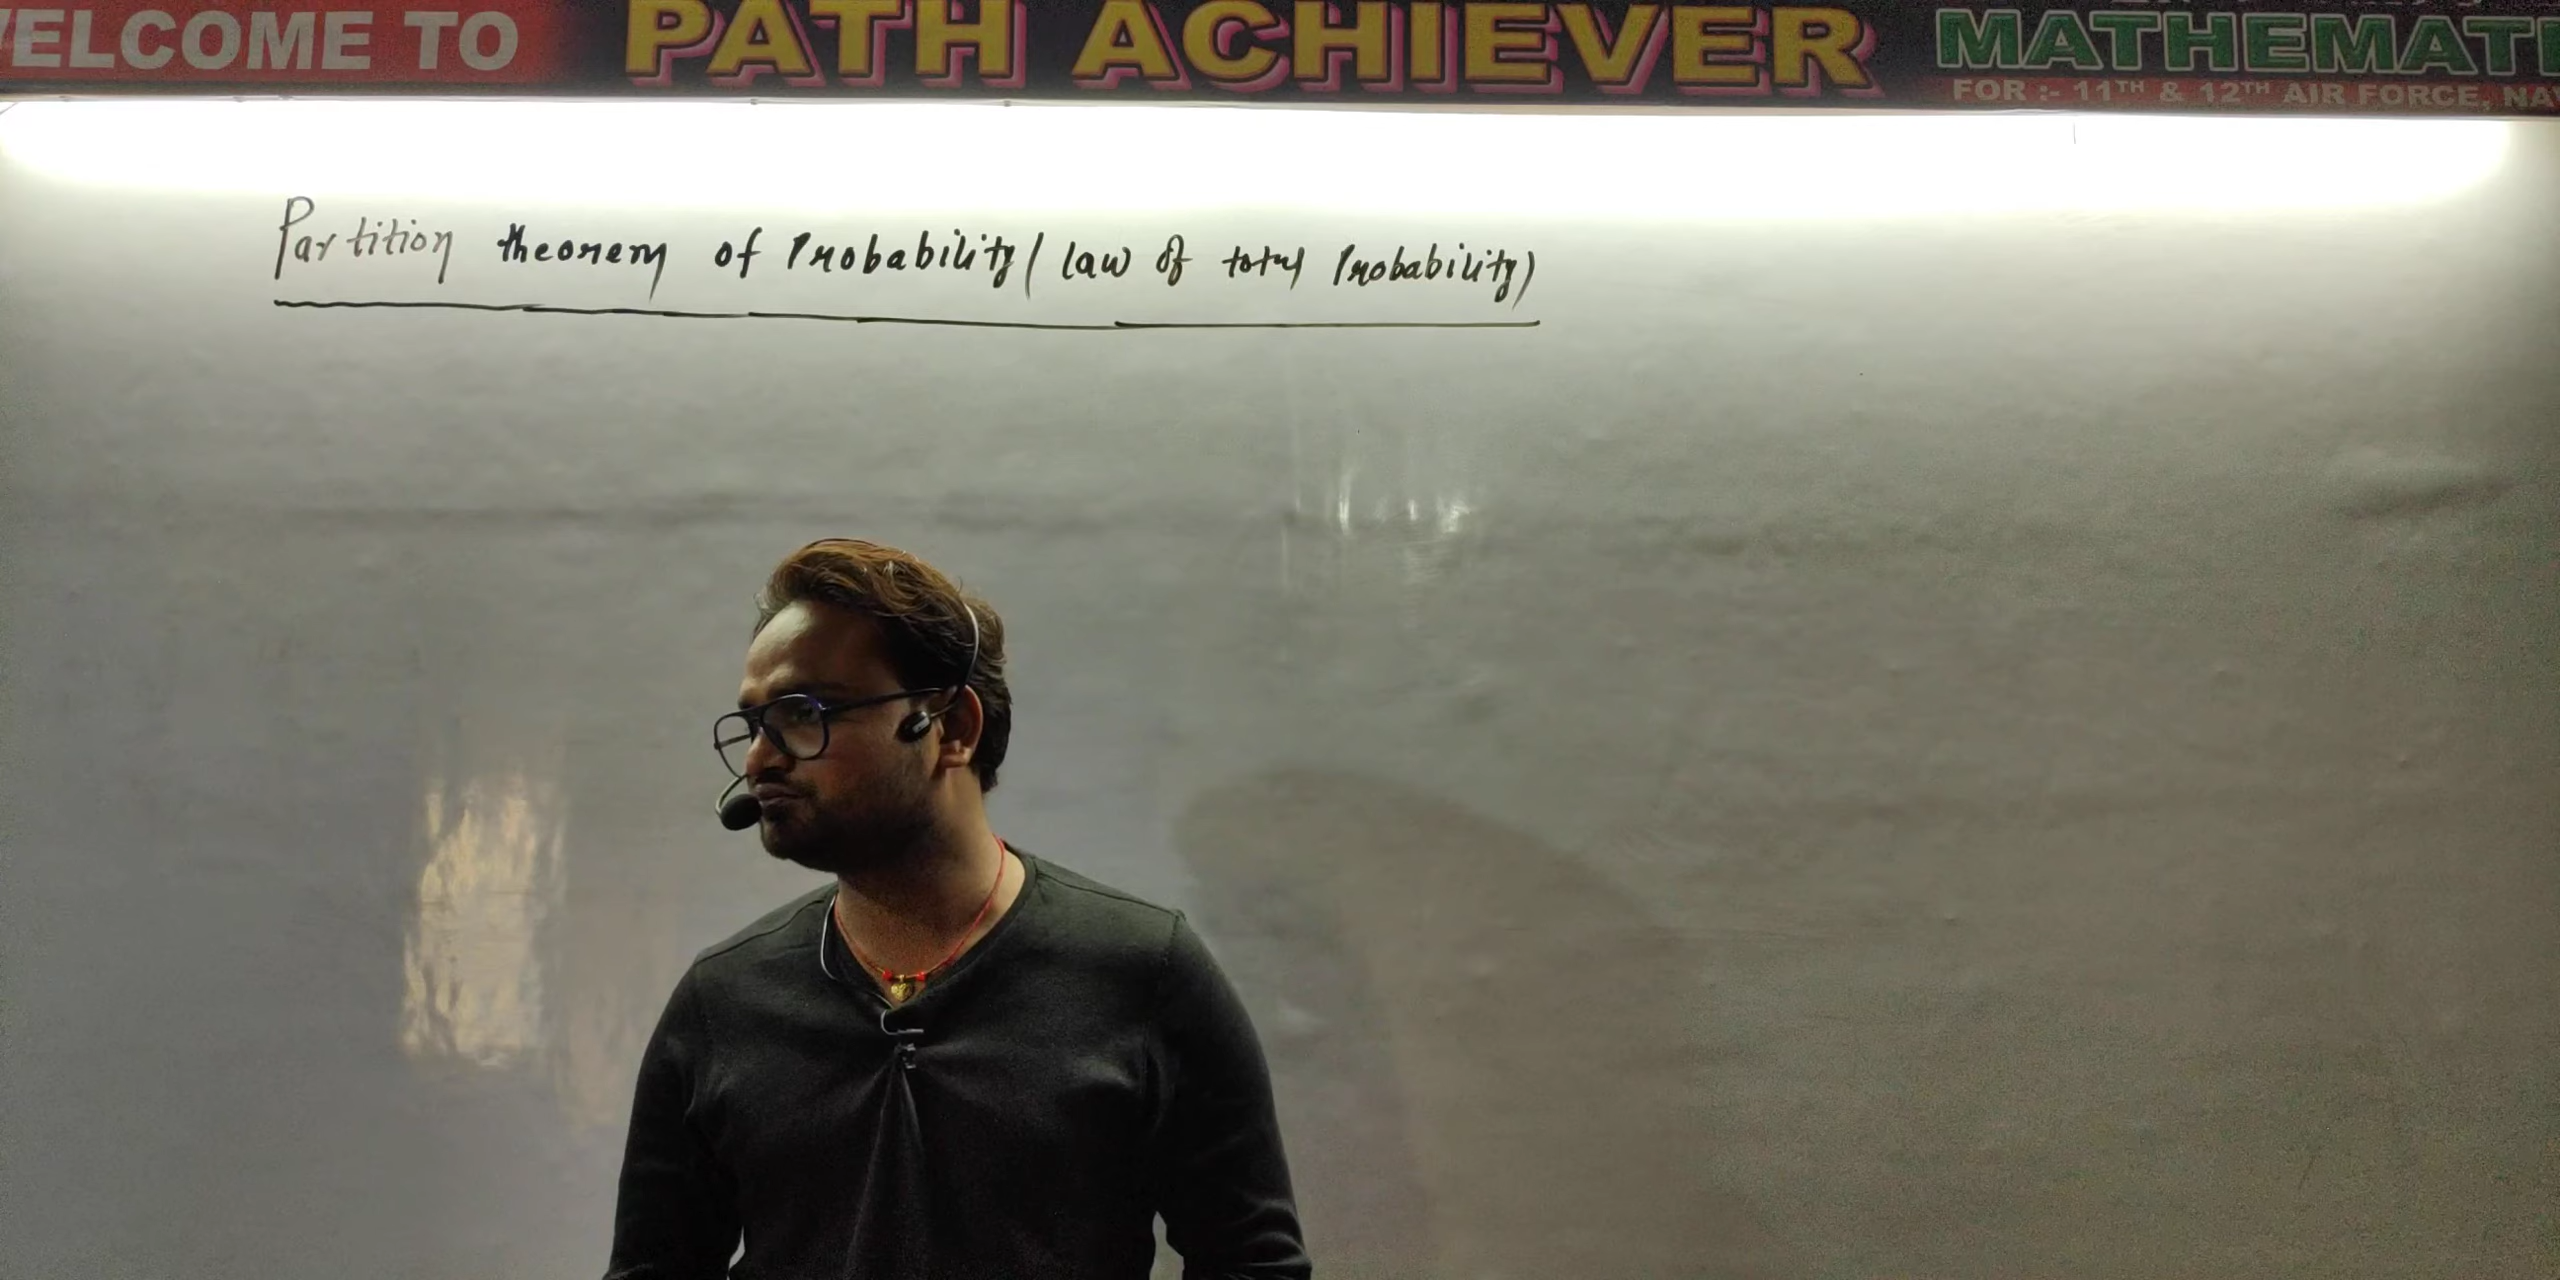 WELCOME TO PATH ACHIEVER MATHEMATI
FOR :- 11TH & 12TH AIR FORCE, NAV
Partition theorem of Probability ( law of total Probability)